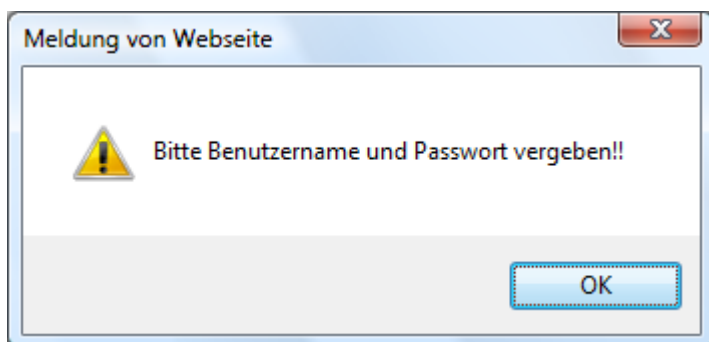 Meldung von Webseite
Bitte Benutzername und Passwort vergeben!!
OK